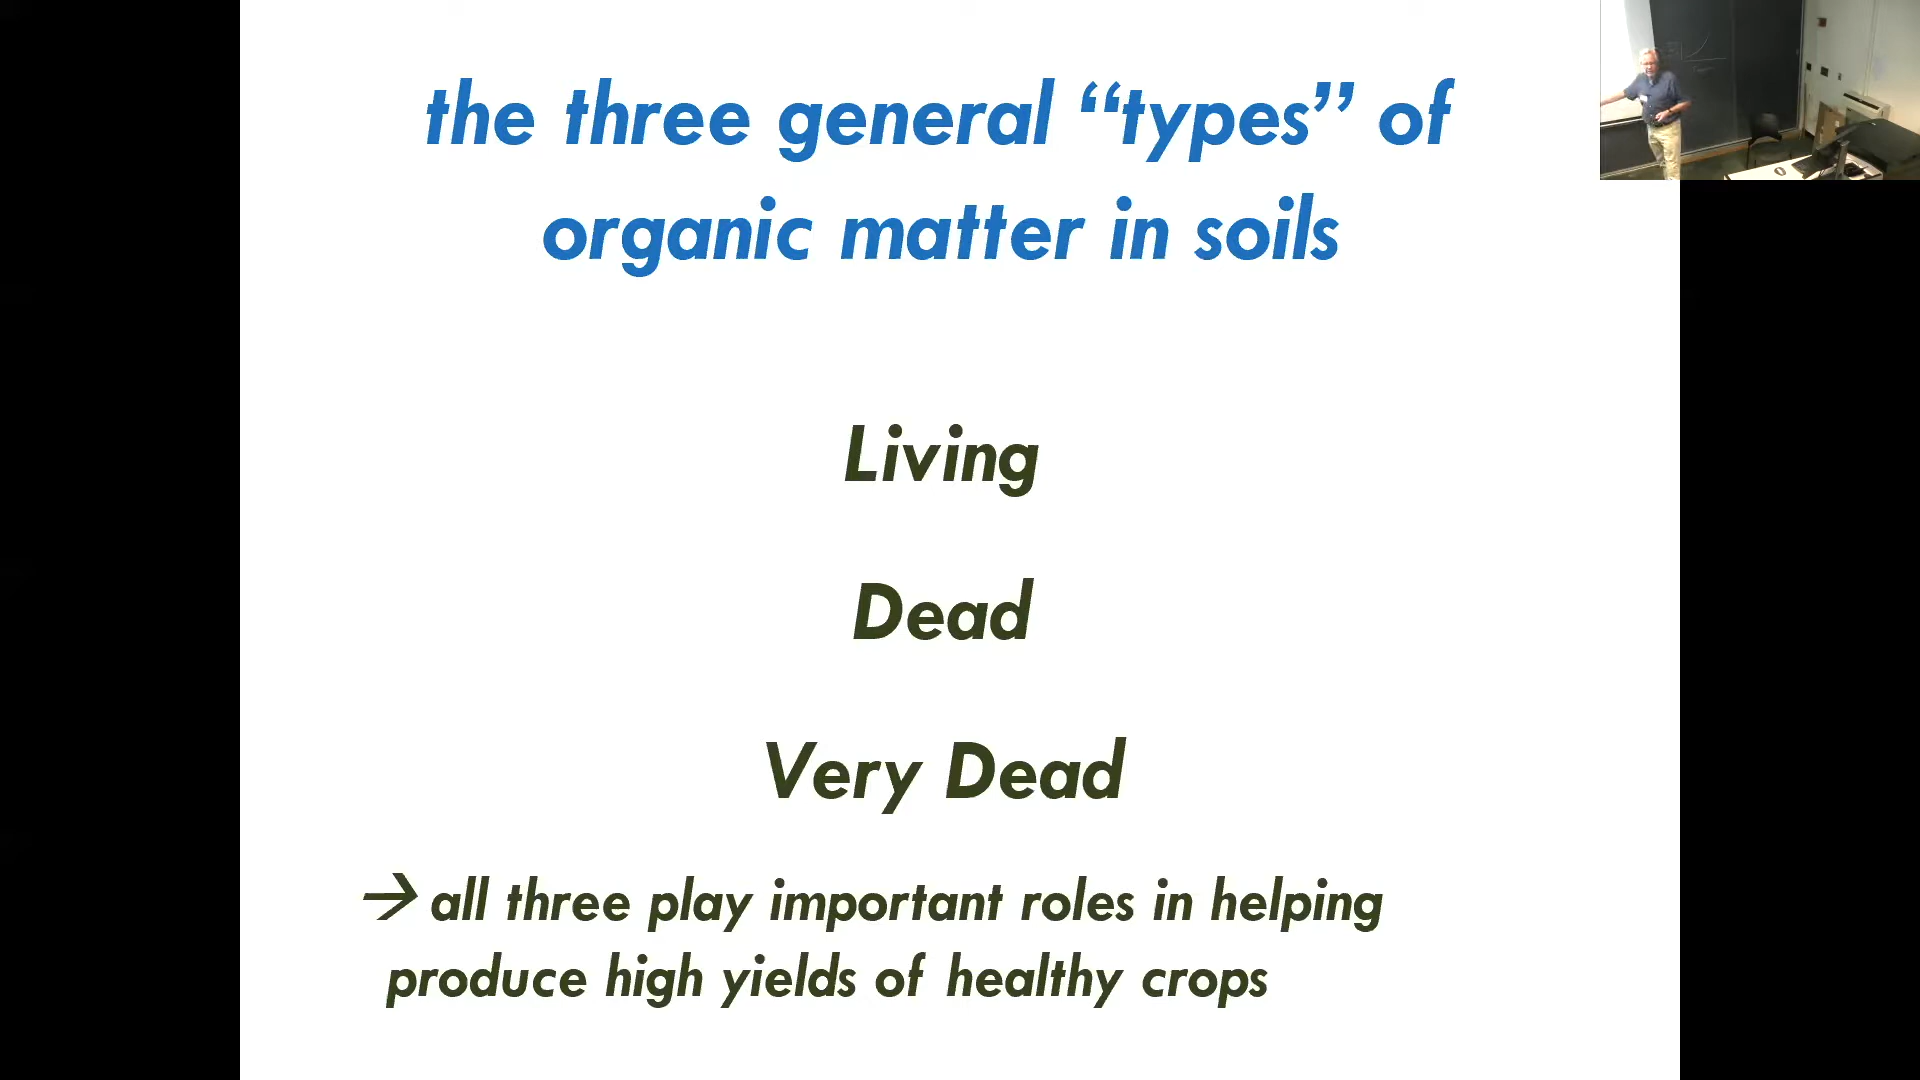 the three general “types” of
organic matter in soils
Living
Dead
Very Dead
→ all three play important roles in helping
produce high yields of healthy crops